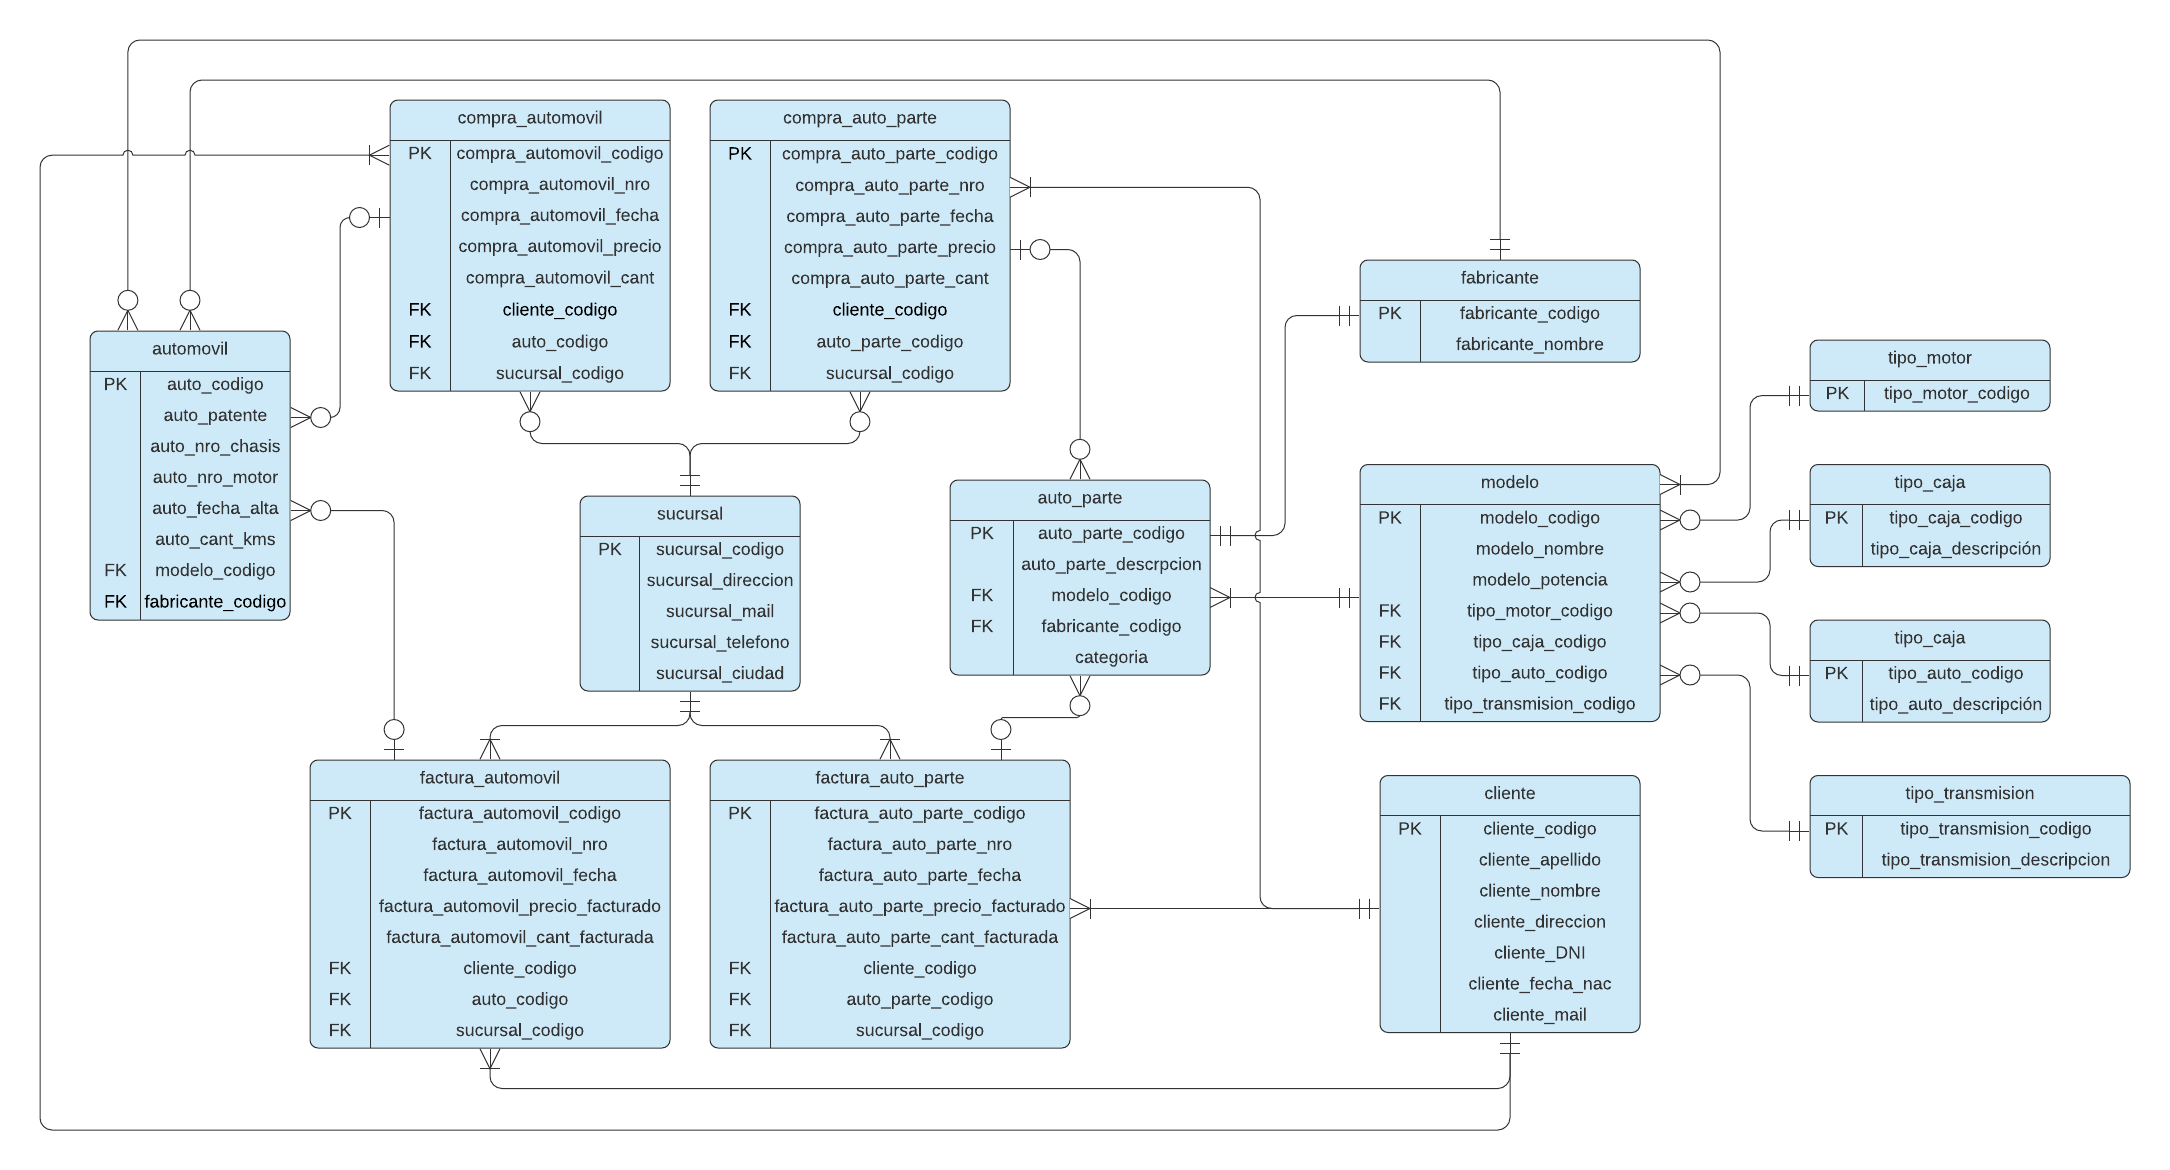 compra_automovil
PK compra_automovil_codigo
compra_automovil_nro
compra_automovil_fecha
compra_automovil_precio
compra_automovil_cant
FK cliente_codigo
FK auto_codigo
FK sucursal_codigo
compra_auto_parte
PK compra_auto_parte_codigo
compra_auto_parte_nro
compra_auto_parte_fecha
compra_auto_parte_precio
compra_auto_parte_cant
FK cliente_codigo
FK auto_parte_codigo
FK sucursal_codigo
fabricante
PK fabricante_codigo
fabricante_nombre
automovil
PK auto_codigo
auto_patente
auto_nro_chasis
auto_nro_motor
auto_fecha_alta
auto_cant_kms
FK modelo_codigo
FK fabricante_codigo
tipo_motor
PK tipo_motor_codigo
sucursal
PK sucursal_codigo
sucursal_direccion
sucursal_mail
sucursal_telefono
sucursal_ciudad
auto_parte
PK auto_parte_codigo
auto_parte_descrpcion
FK modelo_codigo
FK fabricante_codigo
categoria
modelo
PK modelo_codigo
modelo_nombre
modelo_potencia
FK tipo_motor_codigo
FK tipo_caja_codigo
FK tipo_auto_codigo
FK tipo_transmision_codigo
tipo_caja
PK tipo_caja_codigo
tipo_caja_descripción
tipo_caja
PK tipo_auto_codigo
tipo_auto_descripción
factura_automovil
PK factura_automovil_codigo
factura_automovil_nro
factura_automovil_fecha
factura_automovil_precio_facturado
factura_automovil_cant_facturada
FK cliente_codigo
FK auto_codigo
FK sucursal_codigo
factura_auto_parte
PK factura_auto_parte_codigo
factura_auto_parte_nro
factura_auto_parte_fecha
factura_auto_parte_precio_facturado
factura_auto_parte_cant_facturada
FK cliente_codigo
FK auto_parte_codigo
FK sucursal_codigo
cliente
PK cliente_codigo
cliente_apellido
cliente_nombre
cliente_direccion
cliente_DNI
cliente_fecha_nac
cliente_mail
tipo_transmision
PK tipo_transmision_codigo
tipo_transmision_descripcion